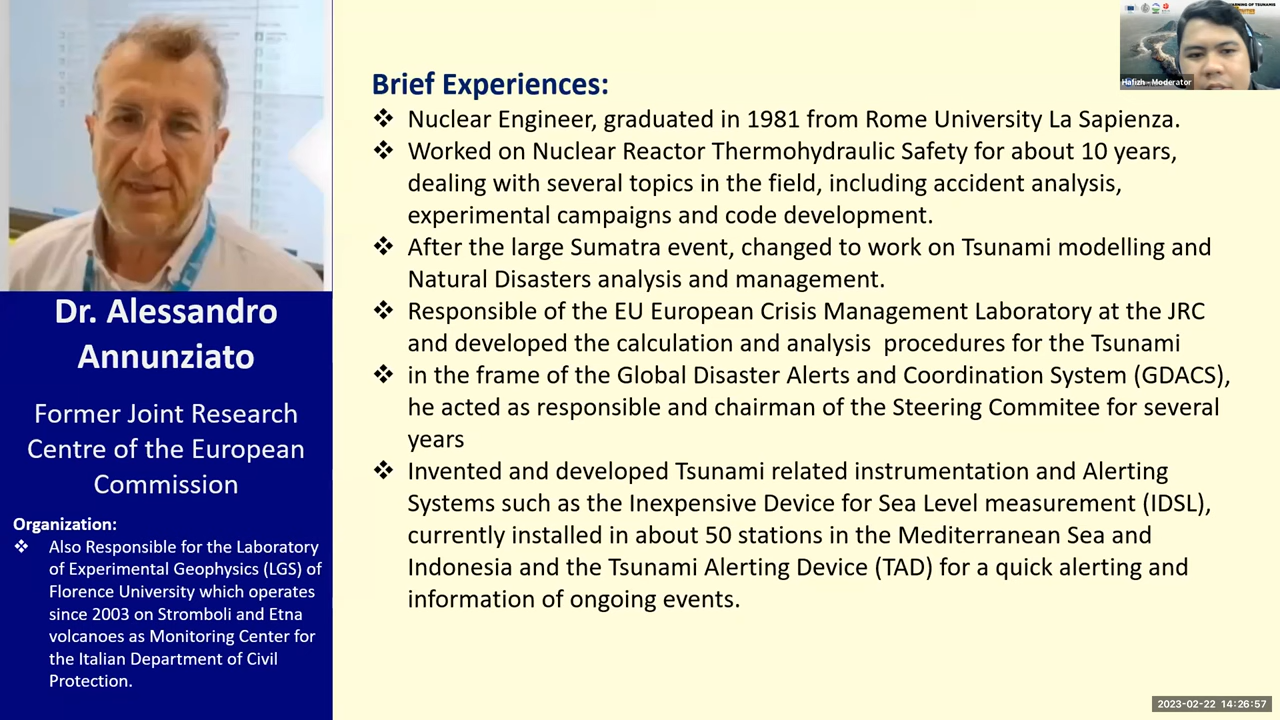 Dr. Alessandro
Annunziato
Former Joint Research
Centre of the European
Commission
Organization:
❖ Also Responsible for the Laboratory
of Experimental Geophysics (LGS) of
Florence University which operates
since 2003 on Stromboli and Etna
volcanoes as Monitoring Center for
the Italian Department of Civil
Protection.
Brief Experiences:
❖ Nuclear Engineer, graduated in 1981 from Rome University La Sapienza.
❖ Worked on Nuclear Reactor Thermohydraulic Safety for about 10 years,
dealing with several topics in the field, including accident analysis,
experimental campaigns and code development.
❖ After the large Sumatra event, changed to work on Tsunami modelling and
Natural Disasters analysis and management.
❖ Responsible of the EU European Crisis Management Laboratory at the JRC
and developed the calculation and analysis procedures for the Tsunami
❖ in the frame of the Global Disaster Alerts and Coordination System (GDACS),
he acted as responsible and chairman of the Steering Commitee for several
years
❖ Invented and developed Tsunami related instrumentation and Alerting
Systems such as the Inexpensive Device for Sea Level measurement (IDSL),
currently installed in about 50 stations in the Mediterranean Sea and
Indonesia and the Tsunami Alerting Device (TAD) for a quick alerting and
information of ongoing events.
OF TSUNAMIS
Hafizh - Moderator
2023-02-22 14:26:57